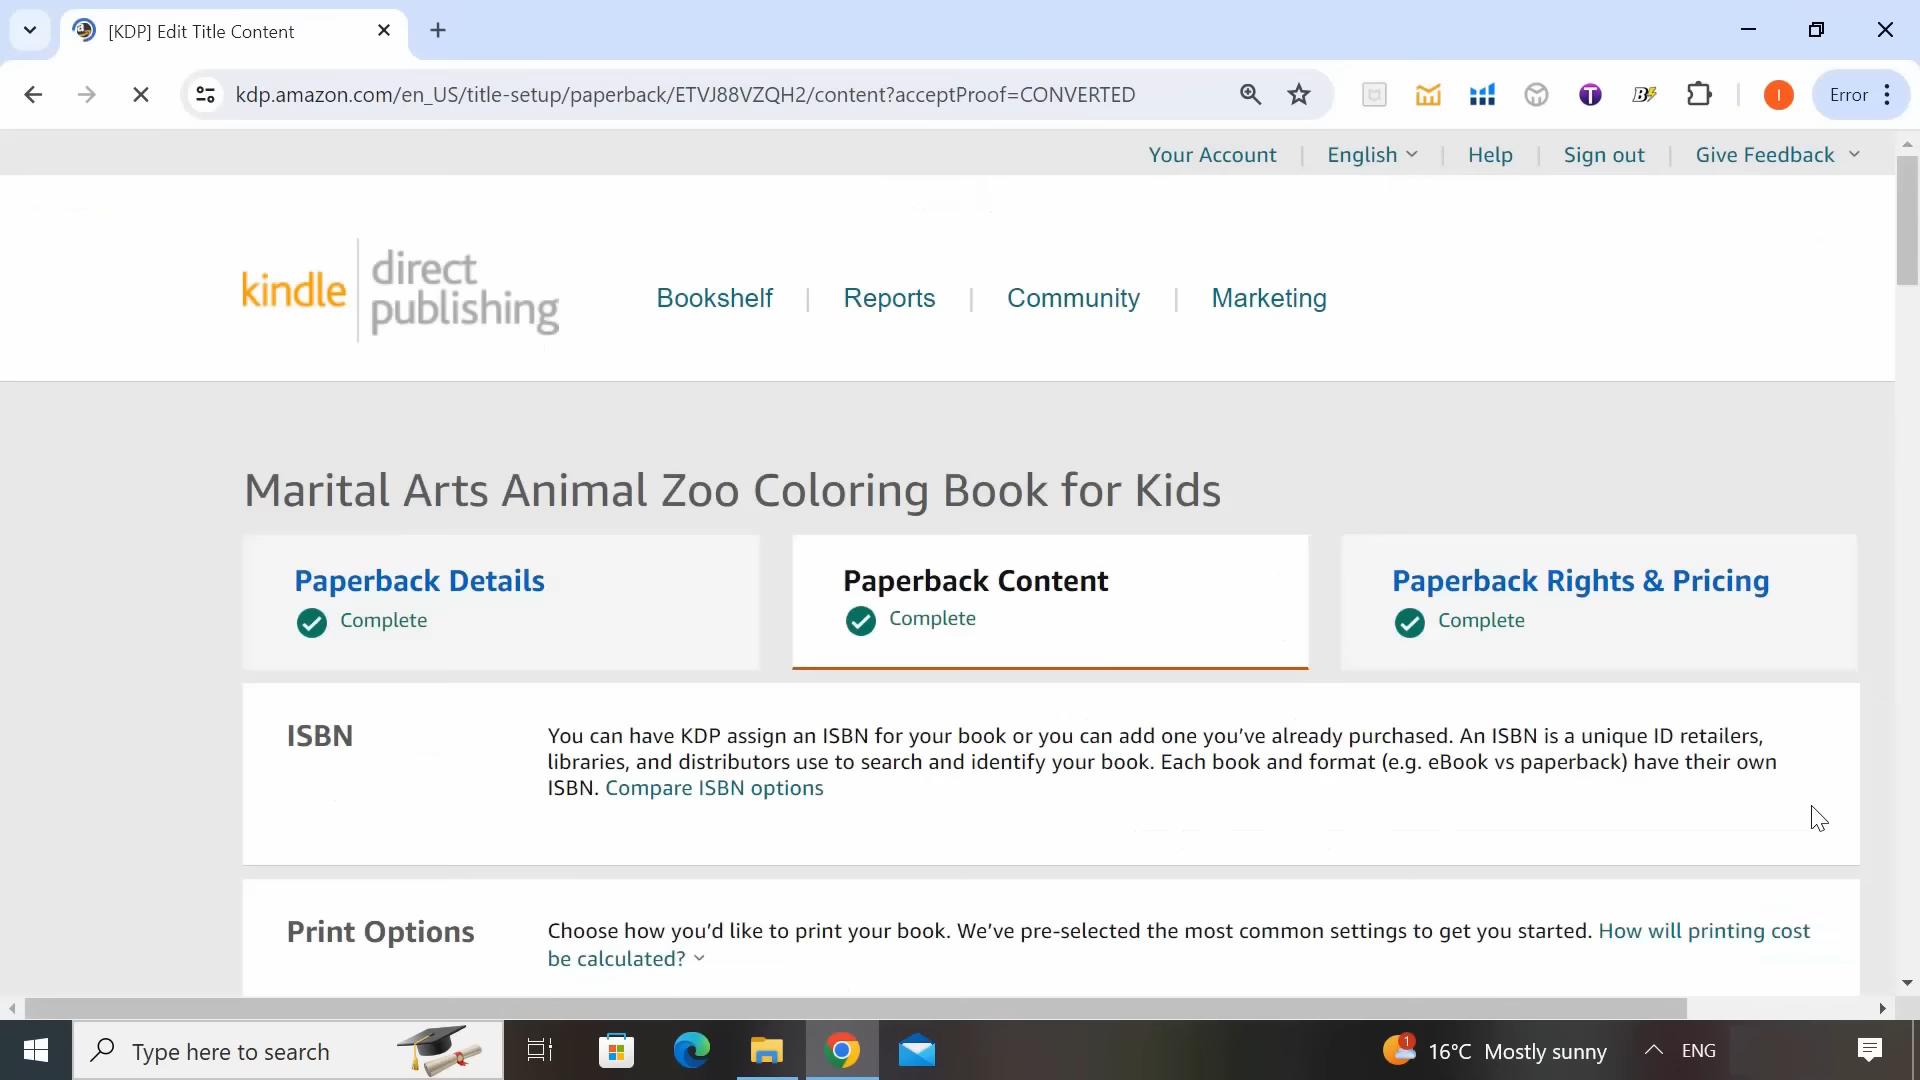 [KDP] Edit Title Content
kdp.amazon.com/en_US/title-setup/paperback/ETVJ88VZQH2/content?acceptProof=CONVERTED
Error
Your Account | English | Help | Sign out | Give Feedback
kindle direct publishing
Bookshelf | Reports | Community | Marketing
Marital Arts Animal Zoo Coloring Book for Kids
Paperback Details
Complete
Paperback Content
Complete
Paperback Rights & Pricing
Complete
ISBN
You can have KDP assign an ISBN for your book or you can add one you’ve already purchased. An ISBN is a unique ID retailers,
libraries, and distributors use to search and identify your book. Each book and format (e.g. eBook vs paperback) have their own
ISBN. Compare ISBN options
Print Options
Choose how you’d like to print your book. We’ve pre-selected the most common settings to get you started. How will printing cost
be calculated?
Type here to search
1
16°C Mostly sunny
ENG